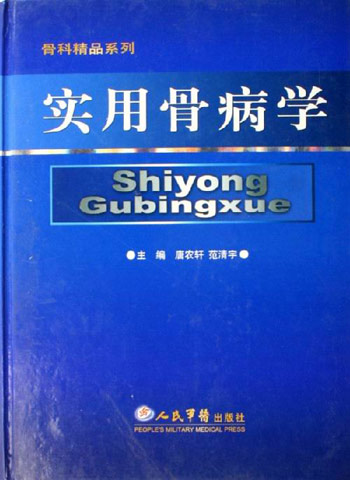 骨科精品系列
实用骨病学
Shiyong
Gubingxue
●主 编 唐农轩 范清宇●
人民军医出版社
PEOPLE'S MILITARY MEDICAL PRESS